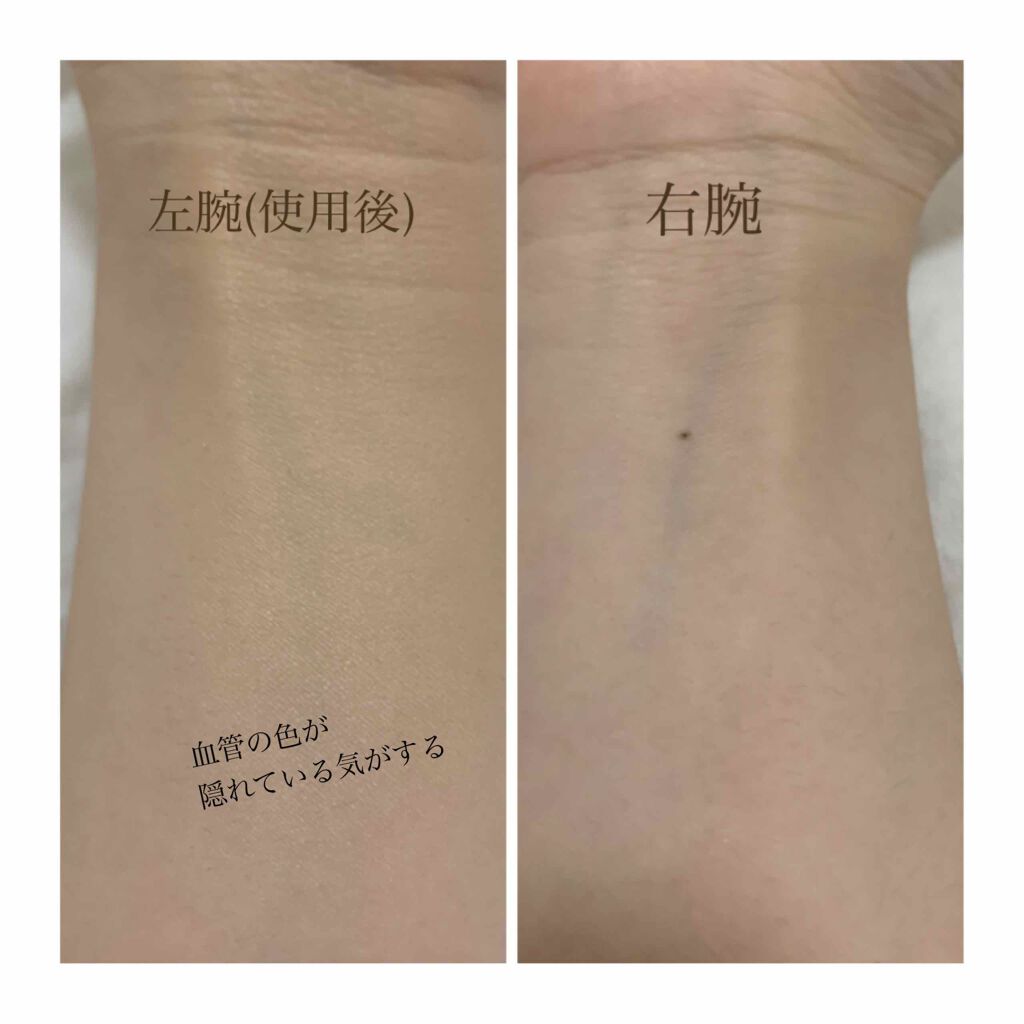 左腕(使用後)
右腕
血管の色が
隠れている気がする